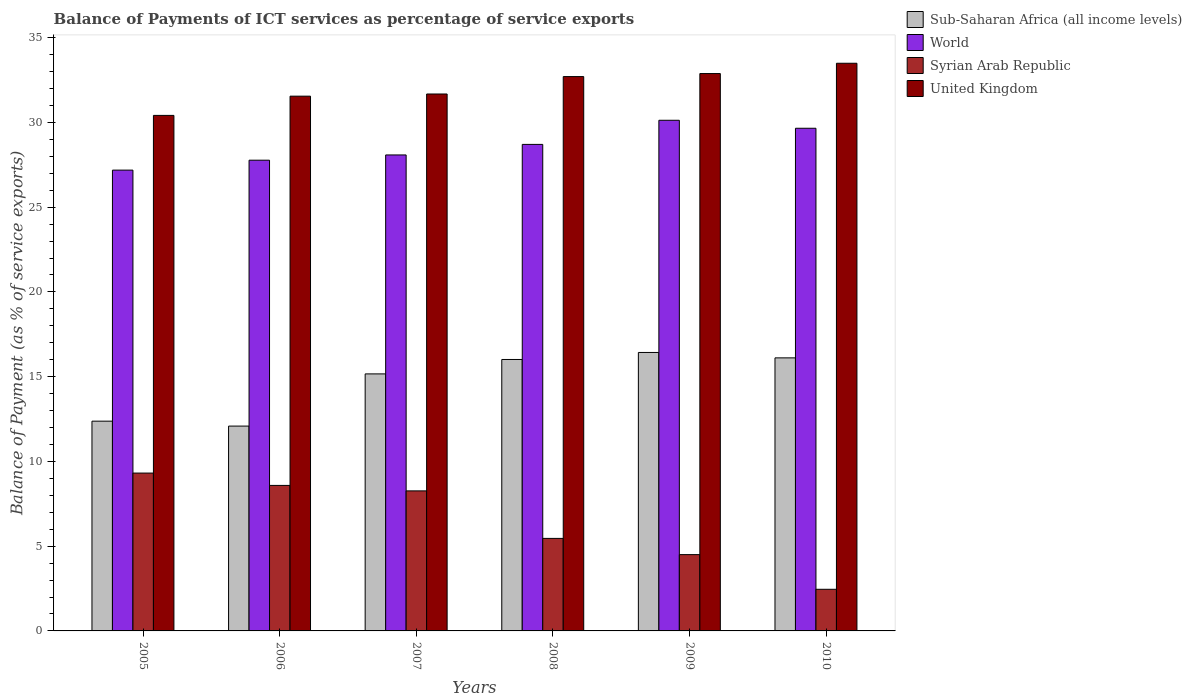 Balance of Payments of ICT services as percentage of service exports
Sub-Saharan Africa (all income levels)
World
Syrian Arab Republic
United Kingdom
Balance of Payment (as % of service exports)
35
30
25
20
15
10
5
0
2005
2006
2007
2008
2009
2010
Years